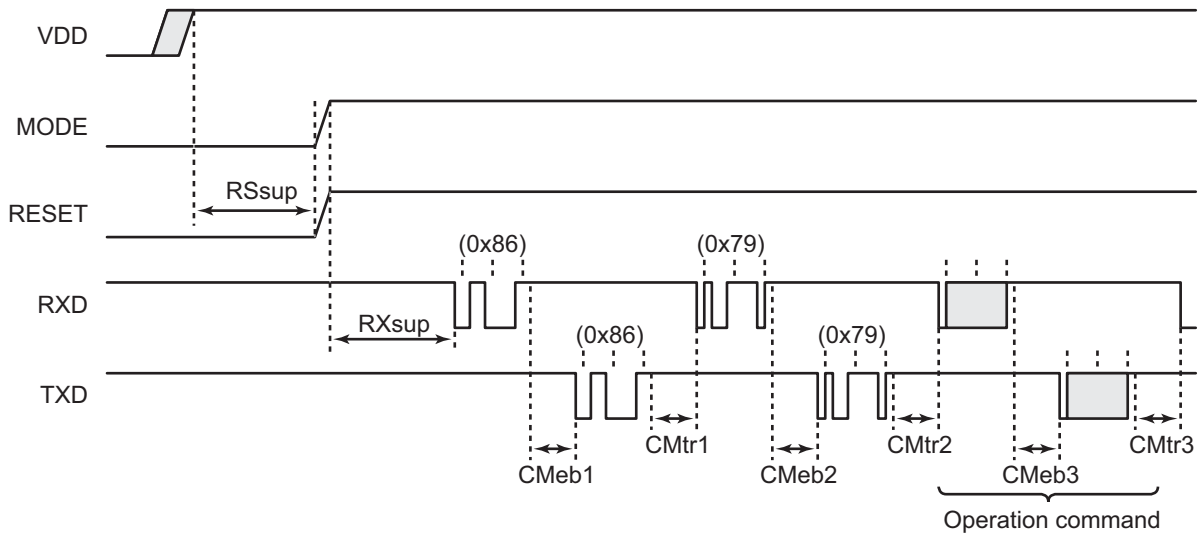 VDD
MODE
RSsup
RESET
(0x86)
(0x79)
RXD
RXsup
(0x86)
(0x79)
TXD
CMtr1
CMtr2
CMtr3
CMeb1
CMeb2
CMeb3
Operation command